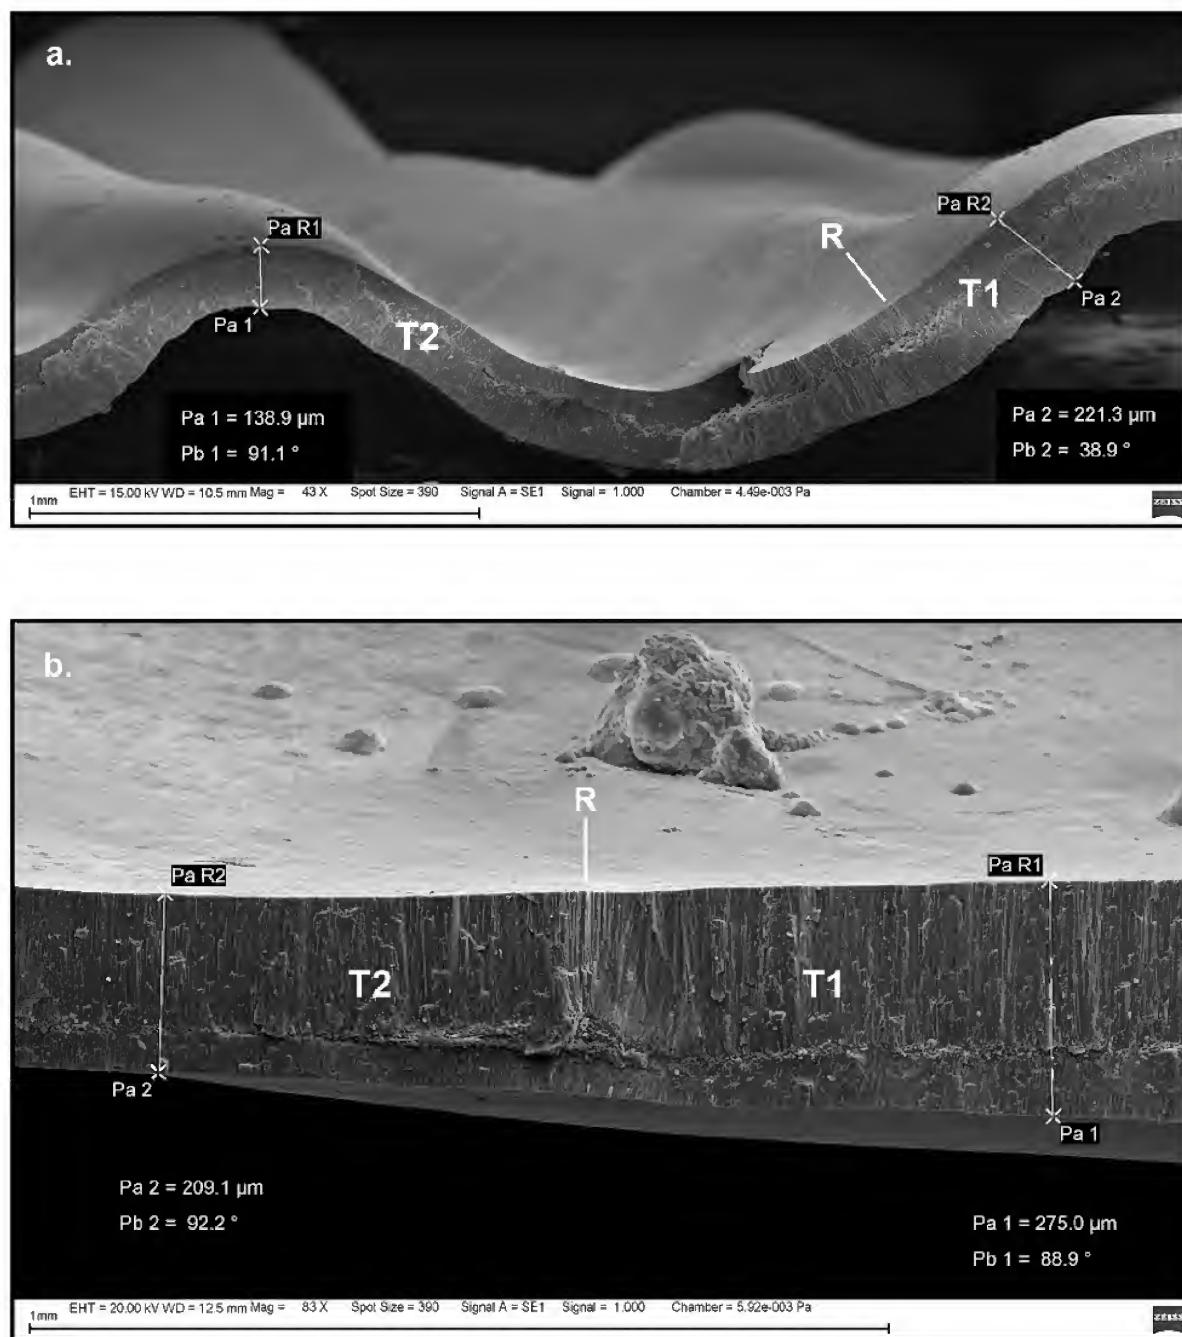 a.
Pa R1
Pa R2
R
T1
Pa 2
Pa 1
T2
Pa 1 = 138.9 µm
Pb 1 = 91.1 °
Pa 2 = 221.3 µm
Pb 2 = 38.9 °
1mm EHT = 15.00 kV WD = 10.5 mm Mag = 43 X Spot Size = 390 Signal A = SE1 Signal = 1.000 Chamber = 4.49e-003 Pa
ZEISS
b.
R
Pa R2
Pa R1
T2
T1
Pa 2
Pa 1
Pa 2 = 209.1 µm
Pb 2 = 92.2 °
Pa 1 = 275.0 µm
Pb 1 = 88.9 °
1mm EHT = 20.00 kV WD = 12.5 mm Mag = 83 X Spot Size = 390 Signal A = SE1 Signal = 1.000 Chamber = 5.92e-003 Pa
ZEISS